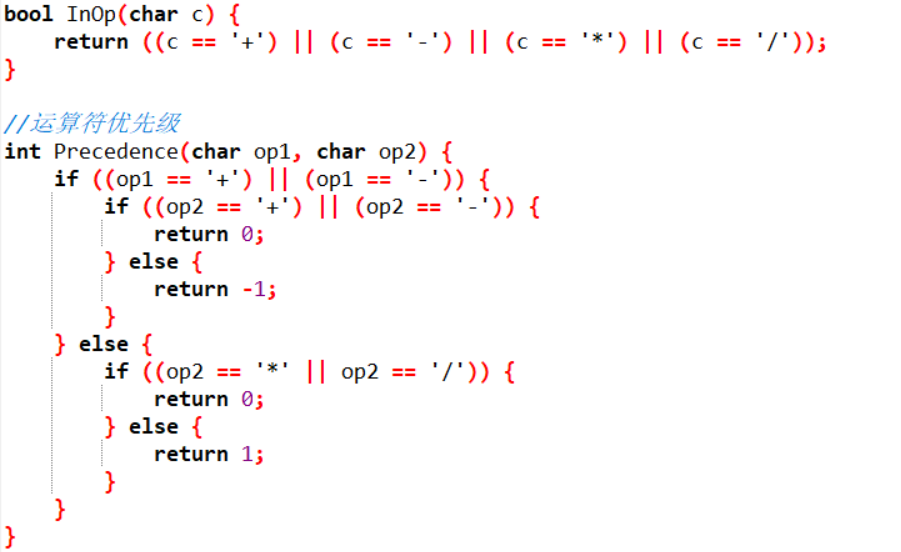 bool InOp(char c) {
    return ((c == '+') || (c == '-') || (c == '*') || (c == '/'));
}
//运算符优先级
int Precedence(char op1, char op2) {
    if ((op1 == '+') || (op1 == '-')) {
        if ((op2 == '+') || (op2 == '-')) {
            return 0;
        } else {
            return -1;
        }
    } else {
        if ((op2 == '*' || op2 == '/')) {
            return 0;
        } else {
            return 1;
        }
    }
}